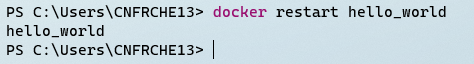 PS C:\Users\CNFRCHE13> docker restart hello_world
hello_world
PS C:\Users\CNFRCHE13>